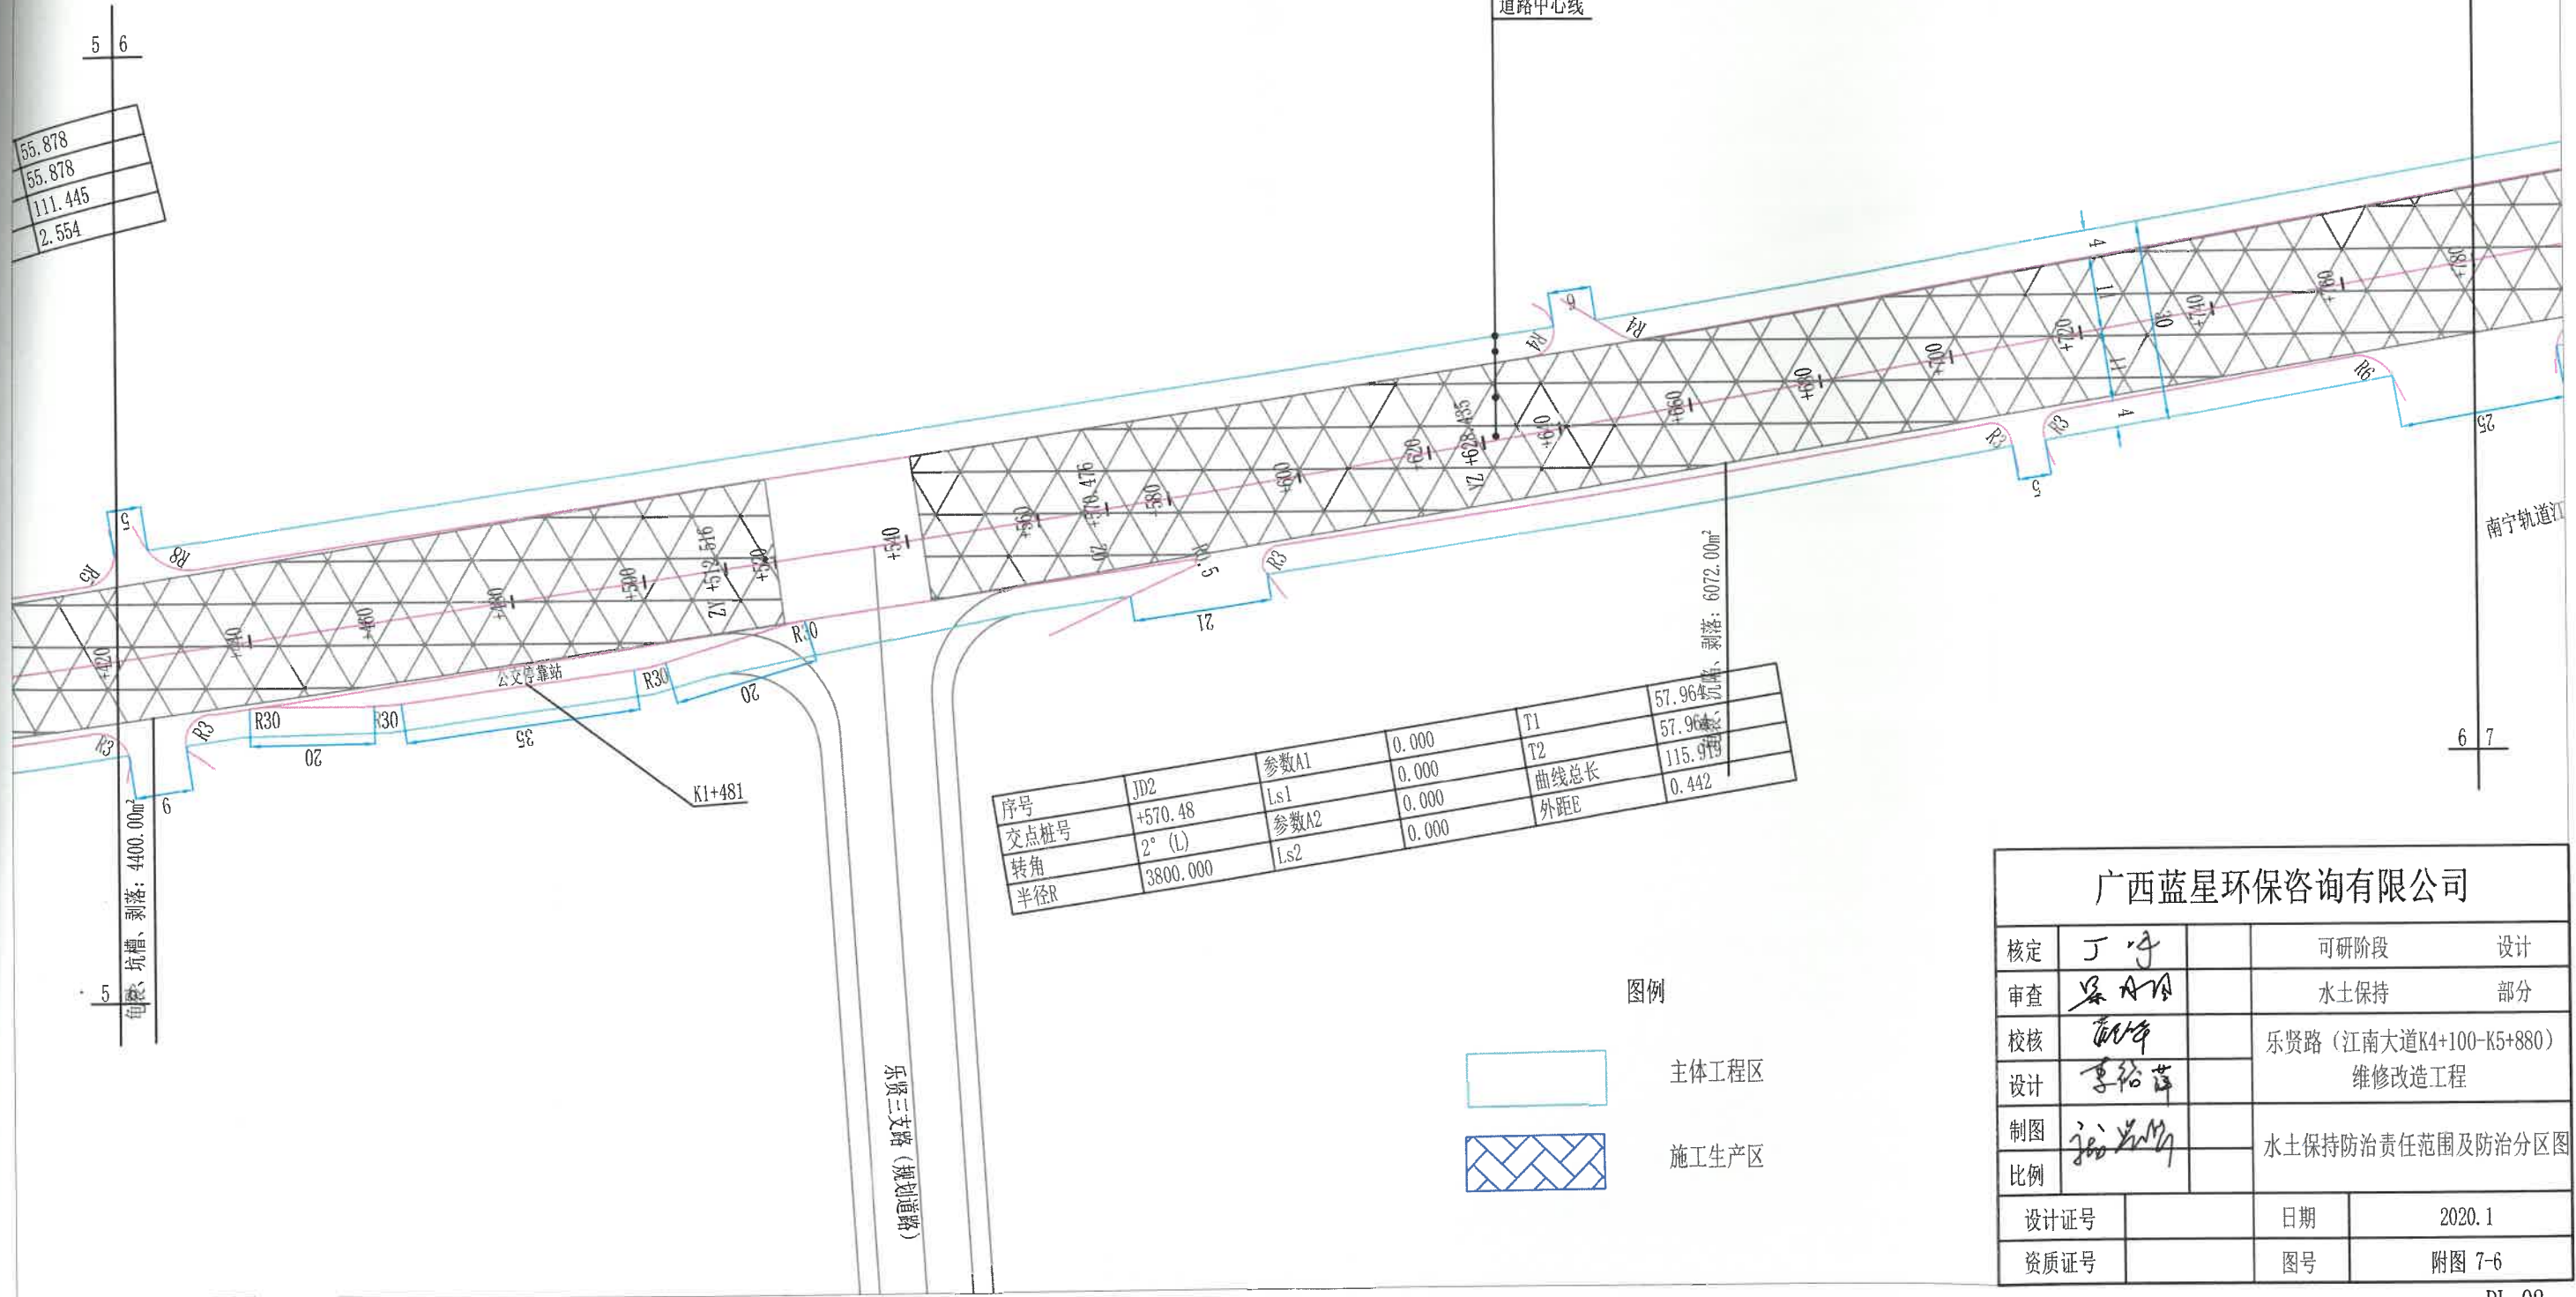 道路中心线
5 6
55.878
55.878
111.445
2.554
5
R5
R8
6
R4
R4
4
11
30
11
4
+420
+440
+460
+480
+500
ZY +512.516
+520
+540
+560
+570.476
+580
+600
+620
YZ +628.435
+640
+660
+680
+700
+720
+740
+760
+780
20
R3
R3
6
R30
20
R30
公交停靠站
35
R30
20
R30
K1+481
21
R3
R3
5
R3
R6
25
南宁轨道江
龟裂、坑槽、剥落: 4400.00m²
沉陷、剥落: 6072.00m²
5
6 7
序号 JD2 参数A1 0.000 T1 57.964
交点桩号 +570.48 Ls1 0.000 T2 57.964
转角 2° (L) 参数A2 0.000 曲线总长 115.919
半径R 3800.000 Ls2 0.000 外距E 0.442
乐贤三支路（规划道路）
图例
主体工程区
施工生产区
广西蓝星环保咨询有限公司
核定 可研阶段 设计
审查 水土保持 部分
校核 乐贤路（江南大道K4+100-K5+880）
设计 维修改造工程
制图 水土保持防治责任范围及防治分区图
比例
设计证号 日期 2020.1
资质证号 图号 附图 7-6